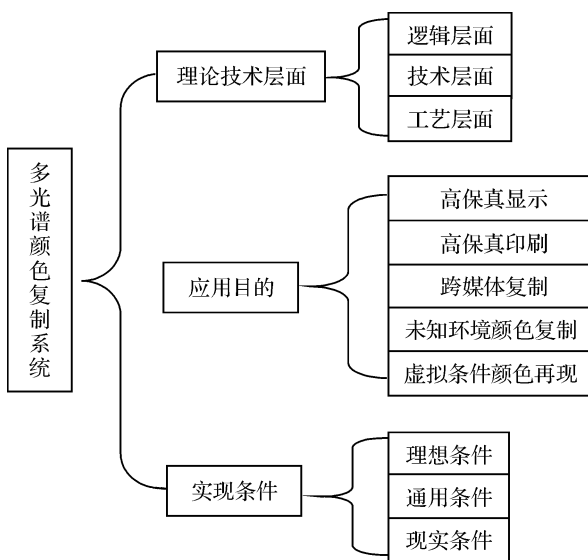 多光谱颜色复制系统
理论技术层面
逻辑层面
技术层面
工艺层面
应用目的
高保真显示
高保真印刷
跨媒体复制
未知环境颜色复制
虚拟条件颜色再现
实现条件
理想条件
通用条件
现实条件